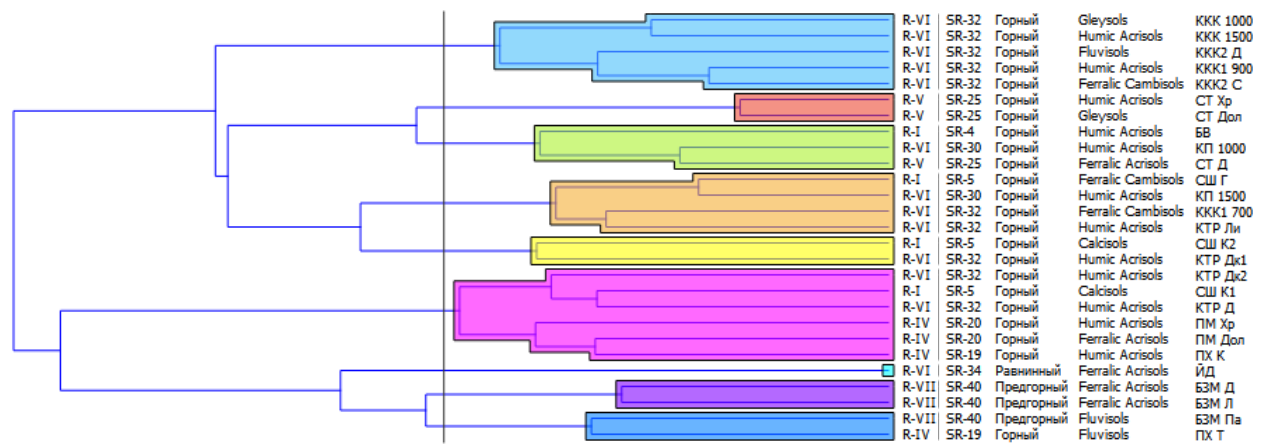 R-VI SR-32 Горный Gleysols ККК 1000
R-VI SR-32 Горный Humic Acrisols ККК 1500
R-VI SR-32 Горный Fluvisols ККК2 Д
R-VI SR-32 Горный Humic Acrisols ККК1 900
R-VI SR-32 Горный Ferralic Cambisols ККК2 С
R-V SR-25 Горный Humic Acrisols СТ Хр
R-V SR-25 Горный Gleysols СТ Дол
R-I SR-4 Горный Humic Acrisols БВ
R-VI SR-30 Горный Humic Acrisols КП 1000
R-V SR-25 Горный Ferralic Acrisols СТ Д
R-I SR-5 Горный Ferralic Cambisols СШ Г
R-VI SR-30 Горный Humic Acrisols КП 1500
R-VI SR-32 Горный Ferralic Cambisols ККК1 700
R-VI SR-32 Горный Humic Acrisols КТР Ли
R-I SR-5 Горный Calcisols СШ К2
R-VI SR-32 Горный Humic Acrisols КТР Дк1
R-VI SR-32 Горный Humic Acrisols КТР Дк2
R-I SR-5 Горный Calcisols СШ К1
R-VI SR-32 Горный Humic Acrisols КТР Д
R-IV SR-20 Горный Humic Acrisols ПМ Хр
R-IV SR-20 Горный Ferralic Acrisols ПМ Дол
R-IV SR-19 Горный Humic Acrisols ПХ К
R-VI SR-34 Равнинный Ferralic Acrisols ЙД
R-VII SR-40 Предгорный Ferralic Acrisols БЗМ Д
R-VII SR-40 Предгорный Ferralic Acrisols БЗМ Л
R-VII SR-40 Предгорный Fluvisols БЗМ Па
R-IV SR-19 Горный Fluvisols ПХ Т